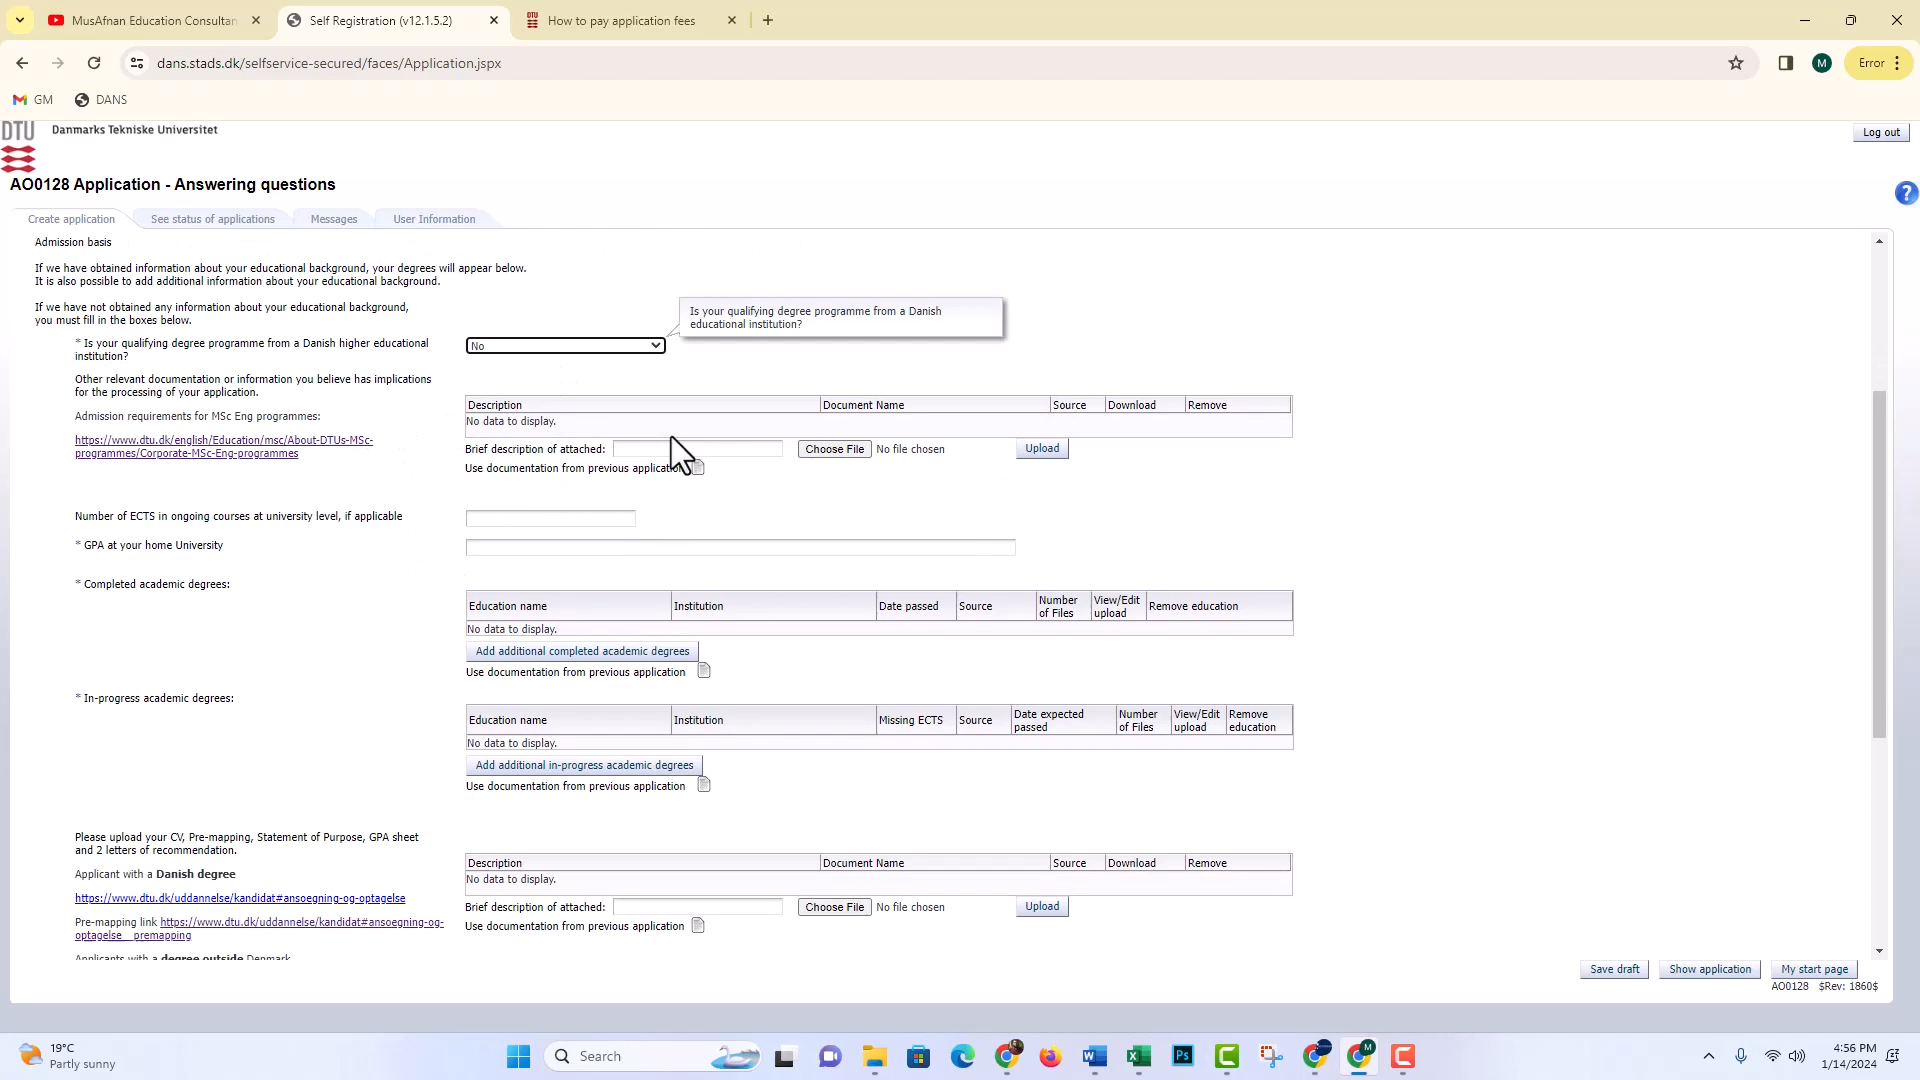 MusAfnan Education Consultan
Self Registration (v12.1.5.2)
How to pay application fees
dans.stads.dk/selfservice-secured/faces/Application.jspx
M
Error
GM
DANS
DTU
Danmarks Tekniske Universitet
Log out
AO0128 Application - Answering questions
?
Create application
See status of applications
Messages
User Information
Admission basis
If we have obtained information about your educational background, your degrees will appear below.
It is also possible to add additional information about your educational background.
If we have not obtained any information about your educational background,
you must fill in the boxes below.
Is your qualifying degree programme from a Danish
educational institution?
* Is your qualifying degree programme from a Danish higher educational
institution?
No
Other relevant documentation or information you believe has implications
for the processing of your application.
Admission requirements for MSc Eng programmes:
https://www.dtu.dk/english/Education/msc/About-DTUs-MSc-
programmes/Corporate-MSc-Eng-programmes
Description Document Name Source Download Remove
No data to display.
Brief description of attached: Choose File No file chosen Upload
Use documentation from previous application
Number of ECTS in ongoing courses at university level, if applicable
* GPA at your home University
* Completed academic degrees:
Education name Institution Date passed Source Number of Files View/Edit upload Remove education
No data to display.
Add additional completed academic degrees
Use documentation from previous application
* In-progress academic degrees:
Education name Institution Missing ECTS Source Date expected passed Number of Files View/Edit upload Remove education
No data to display.
Add additional in-progress academic degrees
Use documentation from previous application
Please upload your CV, Pre-mapping, Statement of Purpose, GPA sheet
and 2 letters of recommendation.
Description Document Name Source Download Remove
No data to display.
Applicant with a Danish degree
https://www.dtu.dk/uddannelse/kandidat#ansoegning-og-optagelse
Brief description of attached: Choose File No file chosen Upload
Use documentation from previous application
Pre-mapping link https://www.dtu.dk/uddannelse/kandidat#ansoegning-og-
optagelse__premapping
Applicants with a degree outside Denmark
Save draft
Show application
My start page
AO0128 $Rev: 1860$
19°C
Partly sunny
Search
Ps
M
4:56 PM
1/14/2024